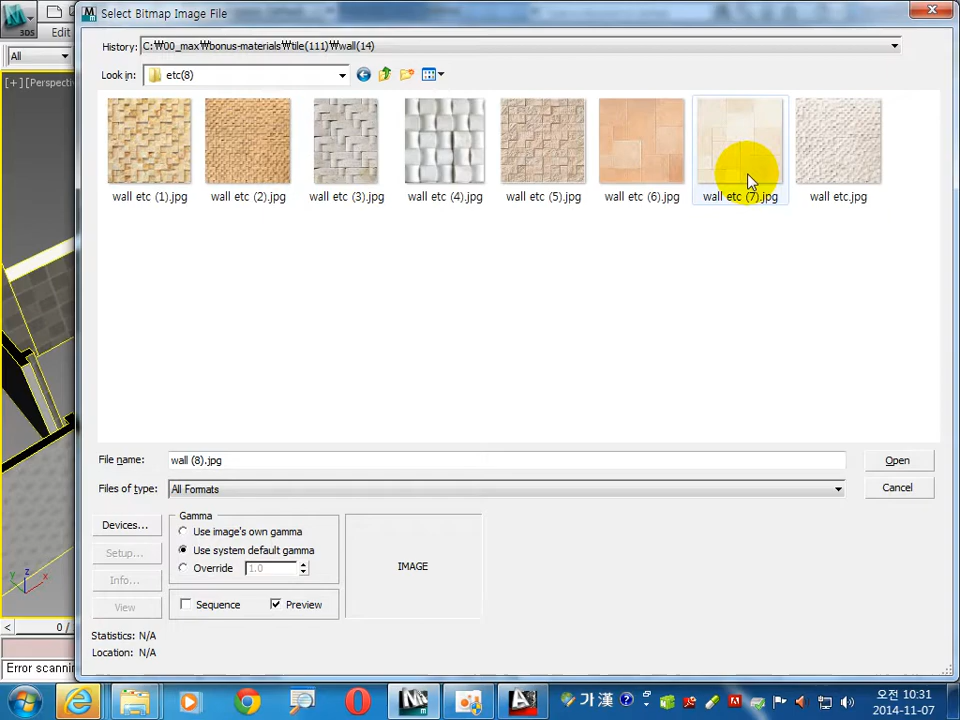 Select Bitmap Image File
3DS
Edit
All
[+] [Perspective
History: C:₩00_max₩bonus-materials₩tile(111)₩wall(14)
Look in: etc(8)
wall etc (1).jpg
wall etc (2).jpg
wall etc (3).jpg
wall etc (4).jpg
wall etc (5).jpg
wall etc (6).jpg
wall etc (7).jpg
wall etc.jpg
File name: wall (8).jpg
Open
Files of type: All Formats
Cancel
Devices...
Setup...
Info...
View
Gamma
Use image's own gamma
Use system default gamma
Override 1.0
Sequence
Preview
IMAGE
Statistics: N/A
Location: N/A
z
y
x
< 0 /
Error scannin
가 漢
오전 10:31
2014-11-07